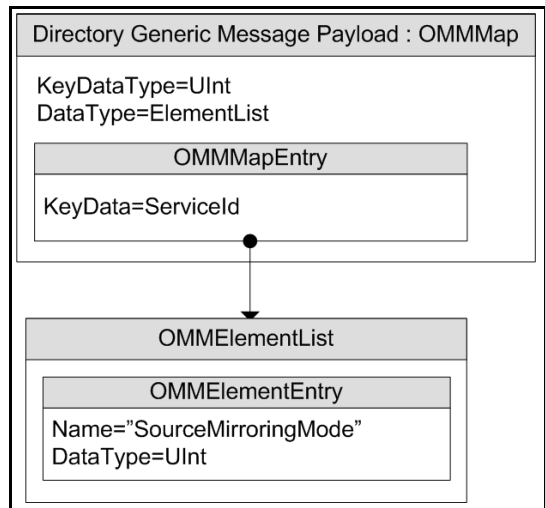 Directory Generic Message Payload : OMMMap
KeyDataType=UInt
DataType=ElementList
OMMMapEntry
KeyData=ServiceId
OMMElementList
OMMElementEntry
Name=”SourceMirroringMode”
DataType=UInt